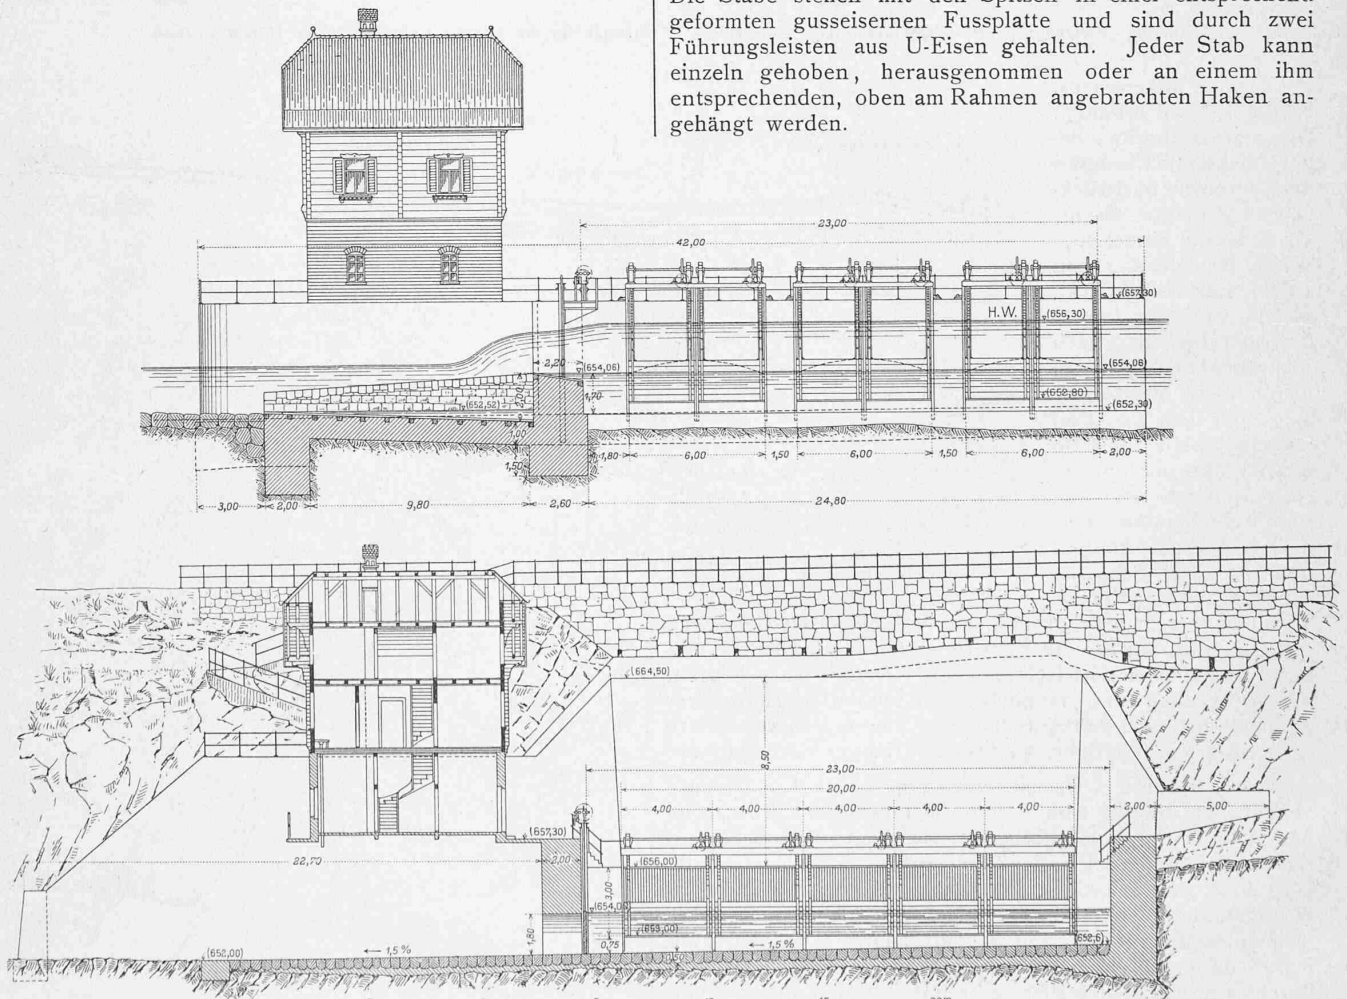 geformten gusseisernen Fussplatte und sind durch zwei
Führungsleisten aus U-Eisen gehalten. Jeder Stab kann
einzeln gehoben, herausgenommen oder an einem ihm
entsprechenden, oben am Rahmen angebrachten Haken an-
gehängt werden.
23,00
42,00
(657,30)
H.W. (656,30)
2,20 (654,06) (654,06)
2,00 1,70 (652,80)
(652,52) (652,30)
1,00
1,80 6,00 1,50 6,00 1,50 6,00 2,00
1,50
3,00 2,00 9,80 2,60 24,80
(664,50)
8,50
23,00
20,00
4,00 4,00 4,00 4,00 4,00 2,00 5,00
(657,30)
22,70 2,00 (656,00)
3,00
1,80 (653,00)
(652,00) 1,5 % 0,75 1,5 %
0,50